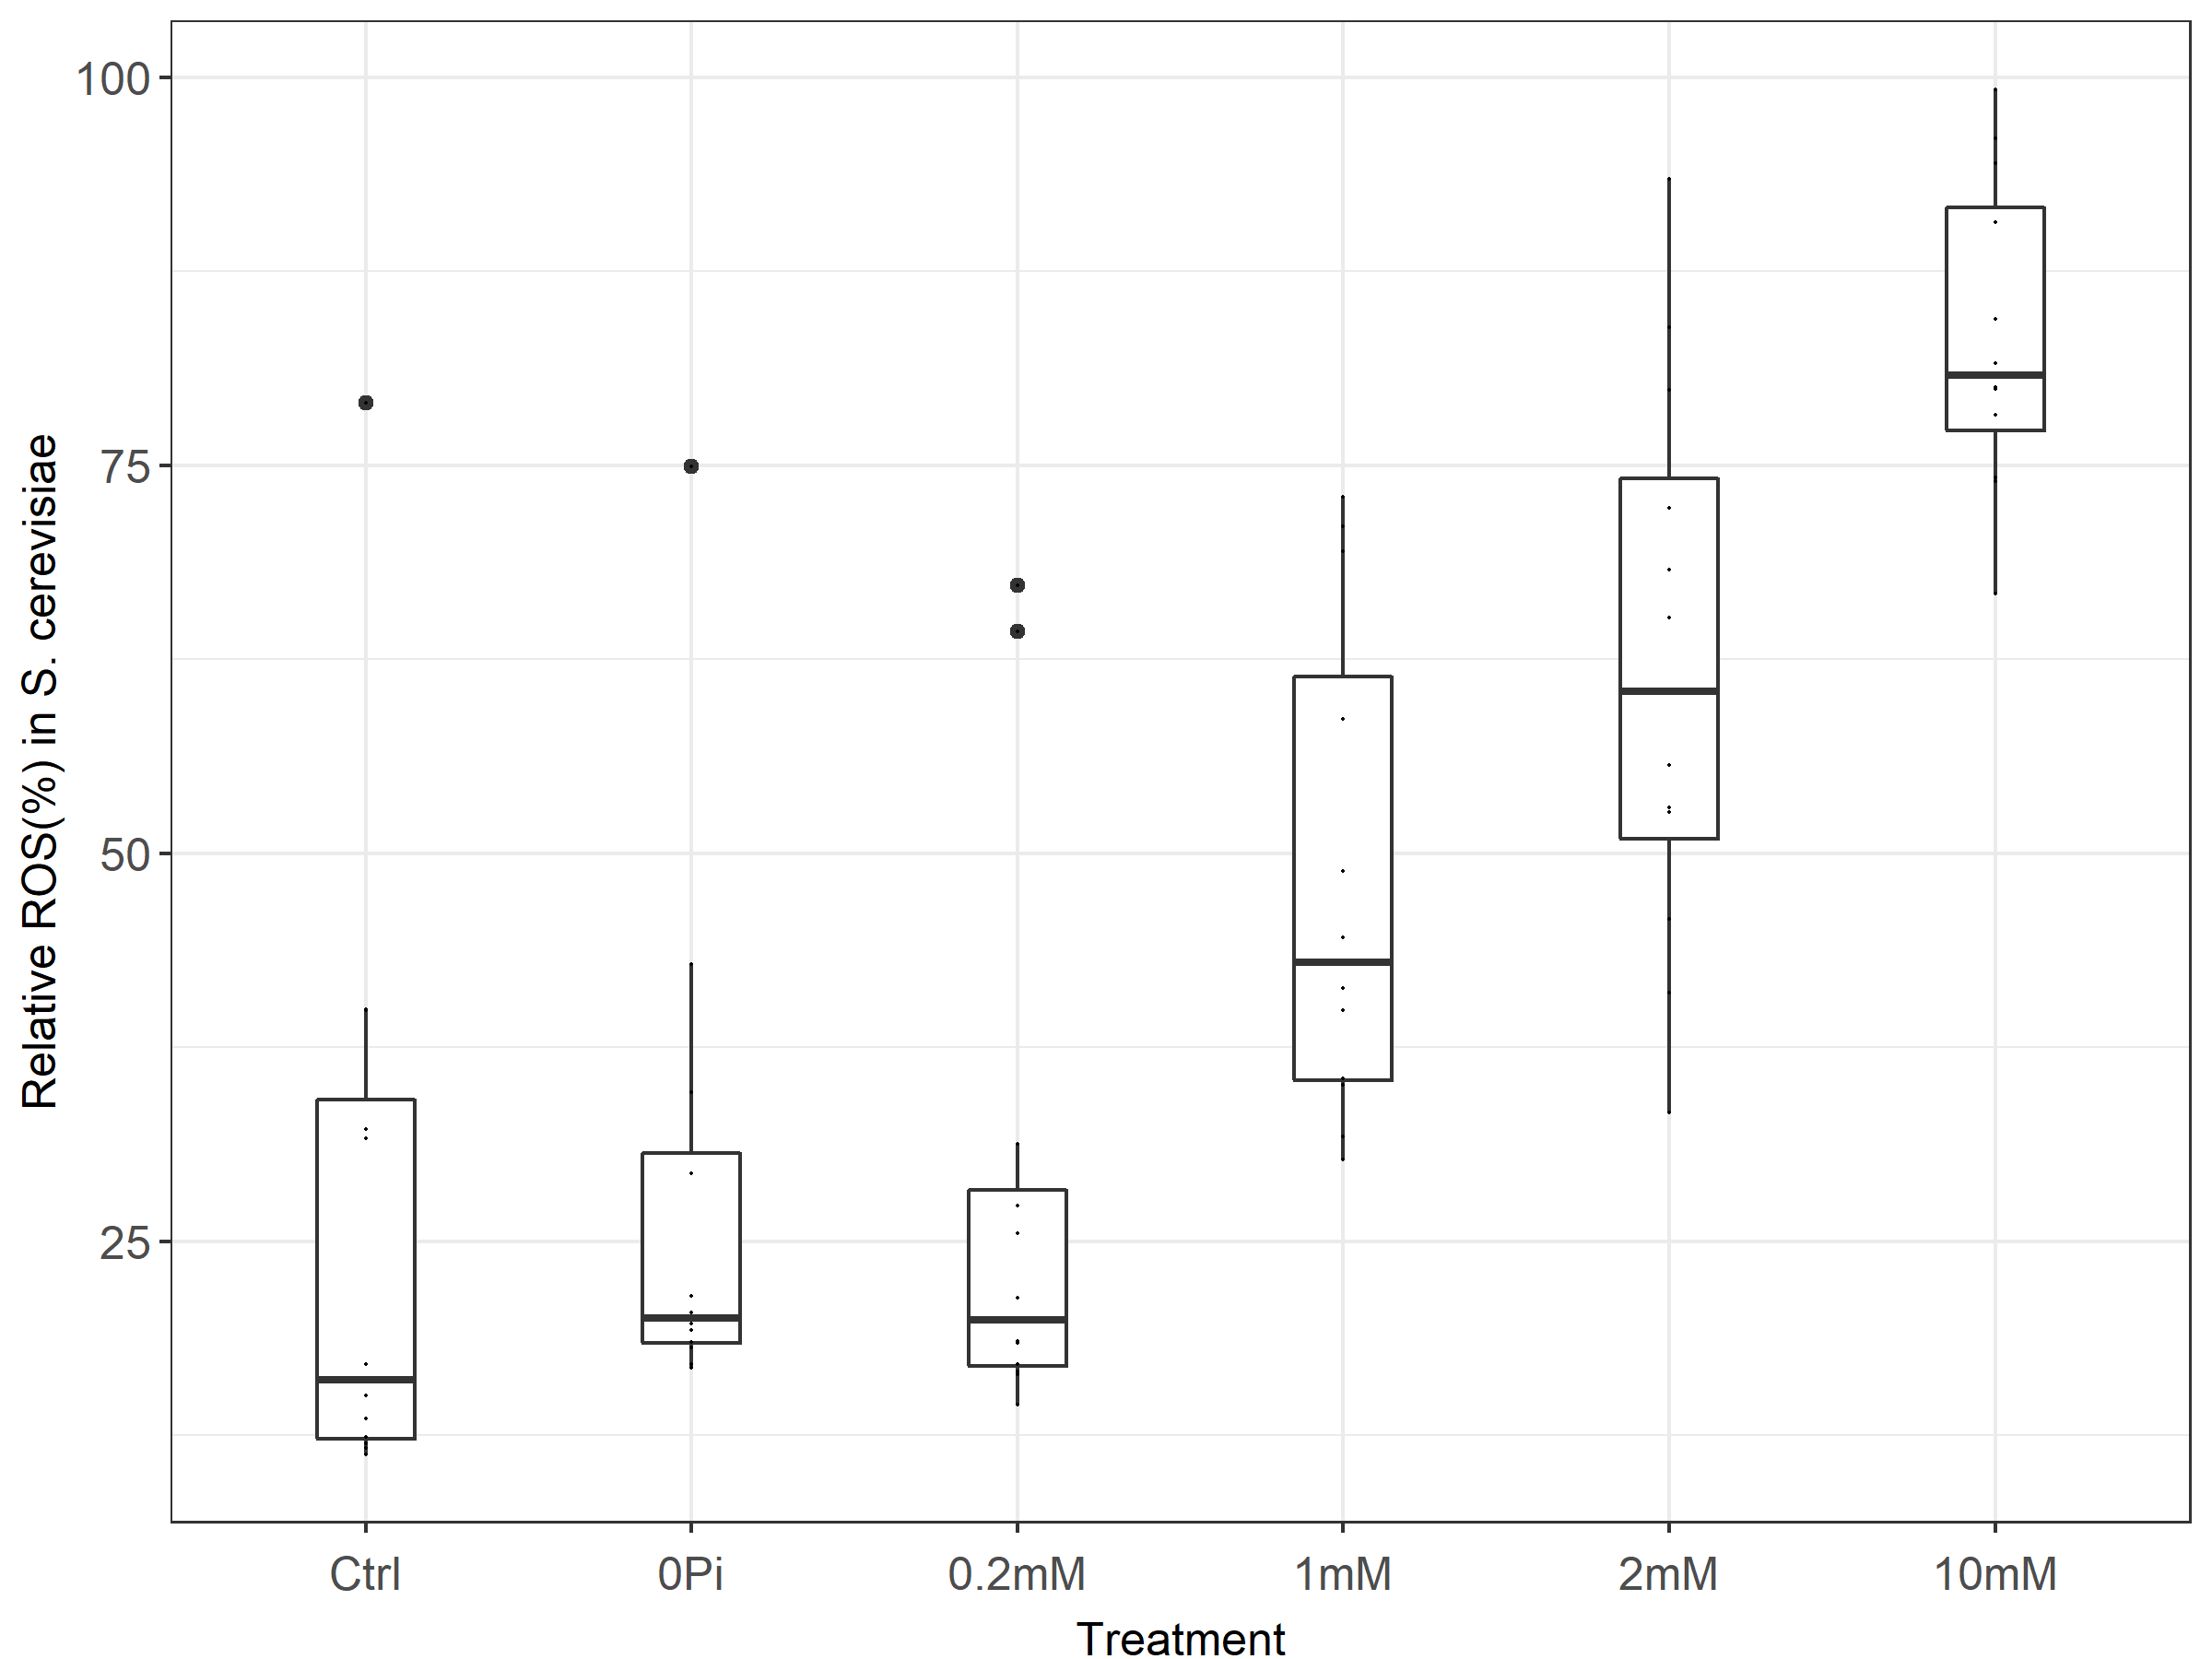 Relative ROS(%) in S. cerevisiae
100
75
50
25
Ctrl 0Pi 0.2mM 1mM 2mM 10mM
Treatment